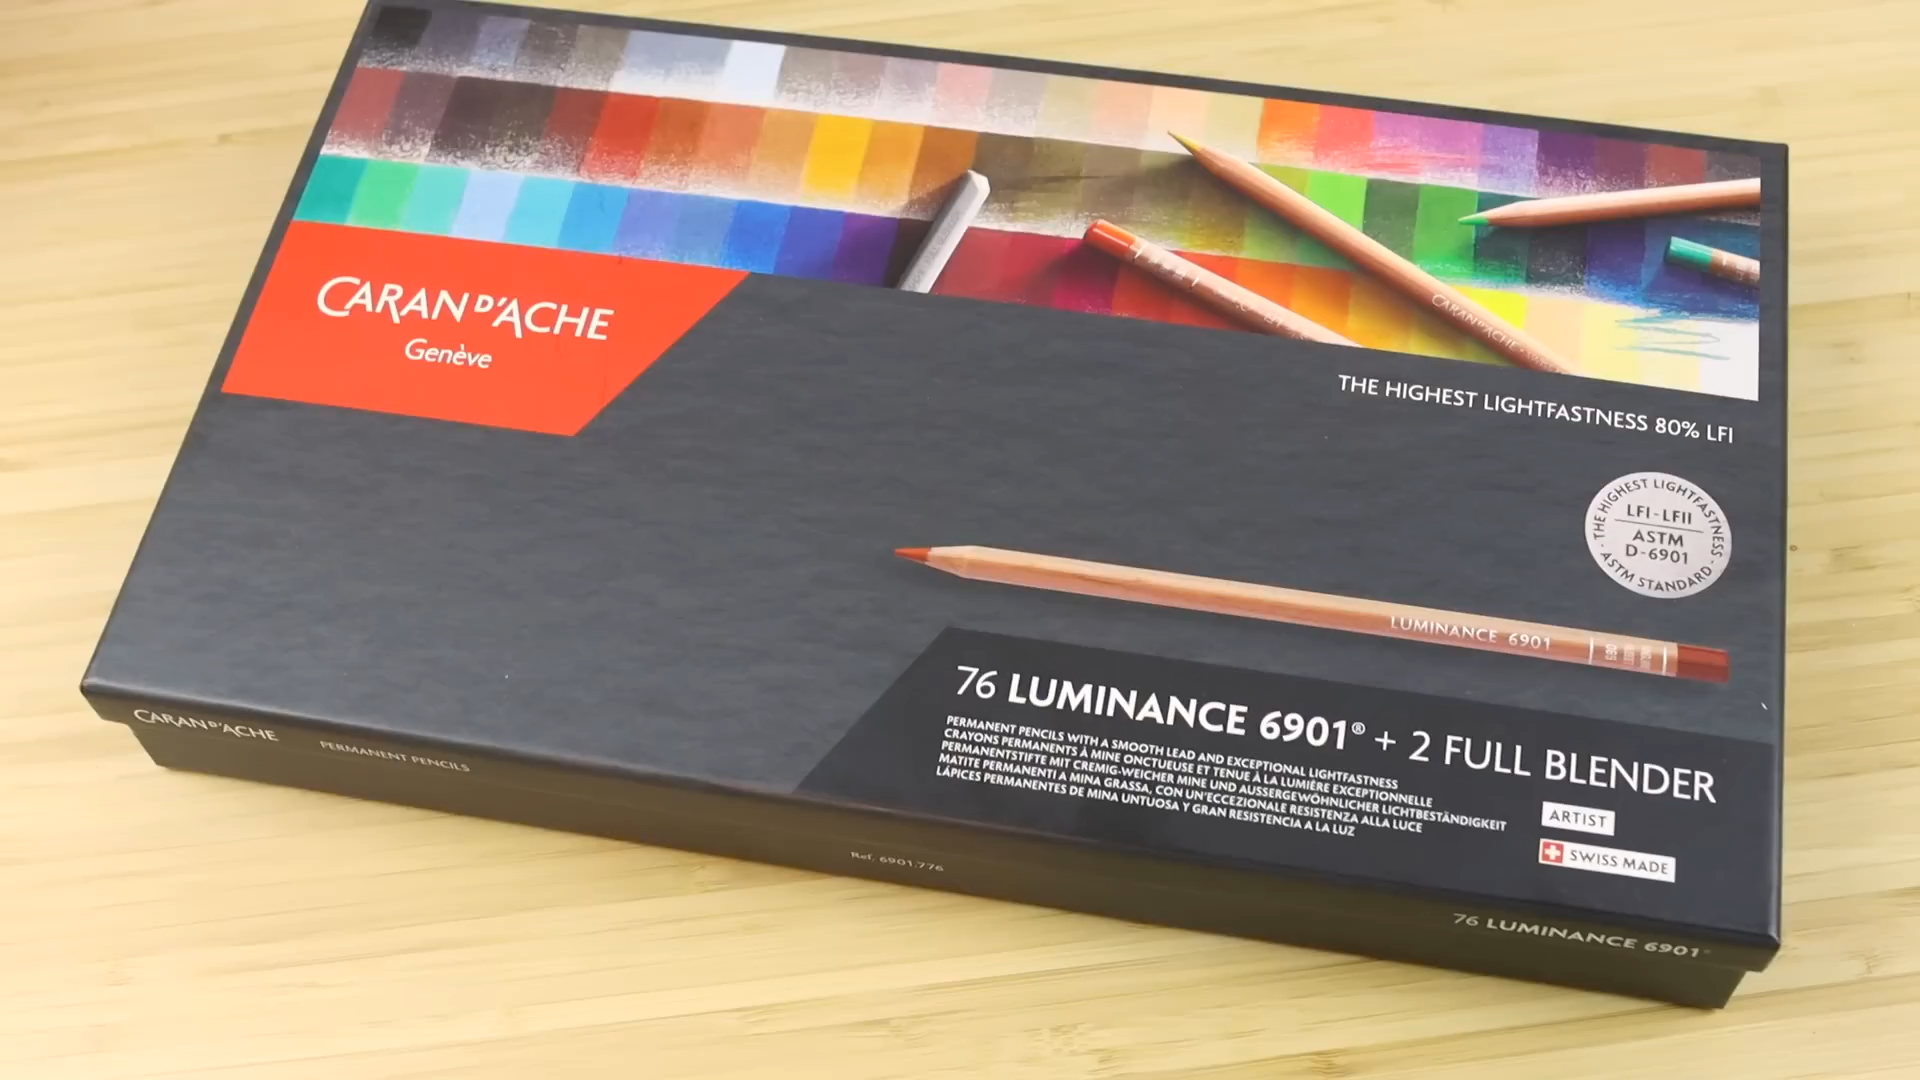 CARAN D'ACHE
Genève
CARAN D'ACHE
THE HIGHEST LIGHTFASTNESS 80% LFI
THE HIGHEST LIGHTFASTNESS
LFI-LFII
ASTM
D-6901
ASTM STANDARD
LUMINANCE 6901
76 LUMINANCE 6901® + 2 FULL BLENDER
PERMANENT PENCILS WITH A SMOOTH LEAD AND EXCEPTIONAL LIGHTFASTNESS
CRAYONS PERMANENTS À MINE ONCTUEUSE ET TENUE À LA LUMIÈRE EXCEPTIONNELLE
PERMANENTSTIFTE MIT CREMIG-WEICHER MINE UND AUSSERGEWÖHNLICHER LICHTBESTÄNDIGKEIT
MATITE PERMANENTI A MINA GRASSA, CON UN'ECCEZIONALE RESISTENZA ALLA LUCE
LÁPICES PERMANENTES DE MINA UNTUOSA Y GRAN RESISTENCIA A LA LUZ
ARTIST
SWISS MADE
CARAN D'ACHE
PERMANENT PENCILS
Ref. 6901.776
76 LUMINANCE 6901®